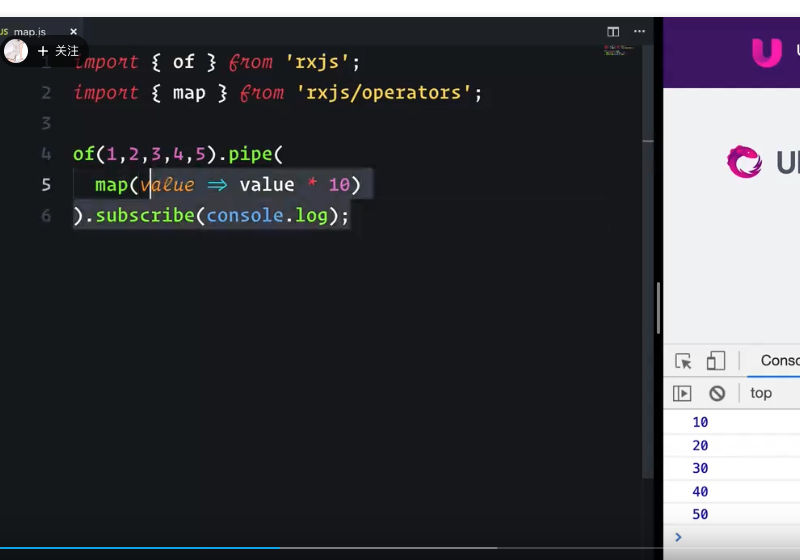 JS map.js ×
+ 关注
1 import { of } from 'rxjs';
2 import { map } from 'rxjs/operators';
3
4 of(1,2,3,4,5).pipe(
5 map(value => value * 10)
6 ).subscribe(console.log);
U
Conso
top
10
20
30
40
50